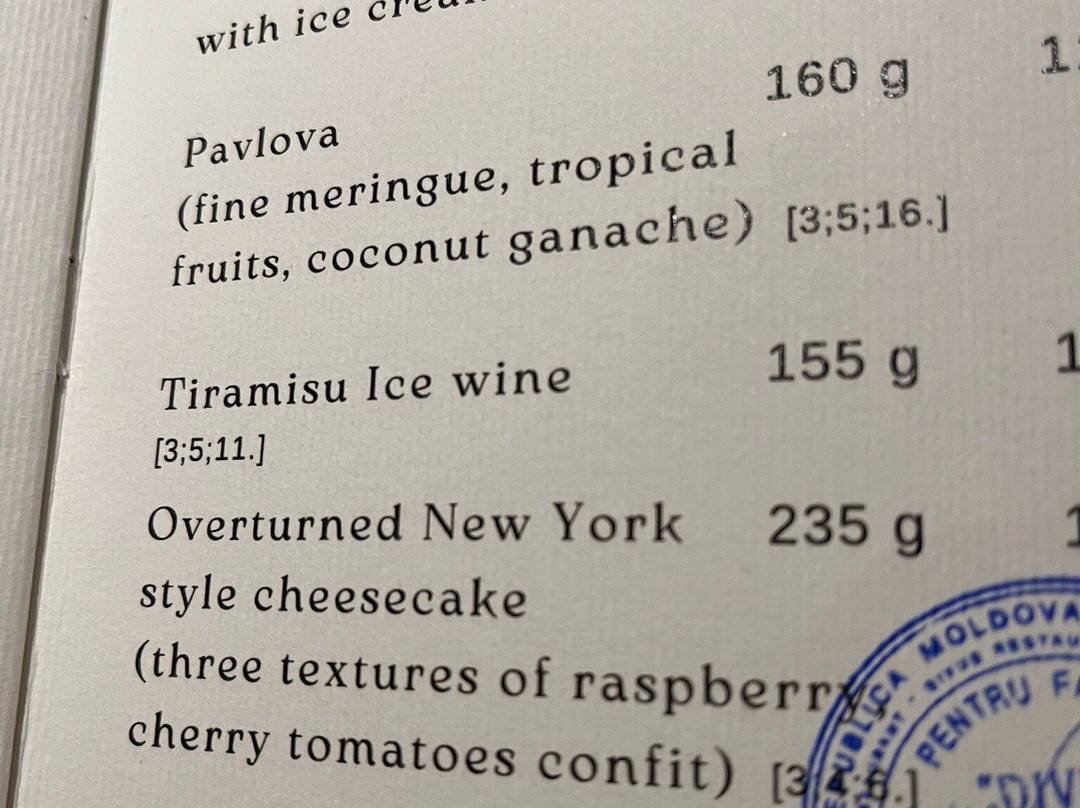 with ice cream
160 g
Pavlova
(fine meringue, tropical
fruits, coconut ganache) [3;5;16.]
Tiramisu Ice wine 155 g
[3;5;11.]
Overturned New York 235 g
style cheesecake
(three textures of raspberry,
cherry tomatoes confit)
MOLDOVA
PENTRU